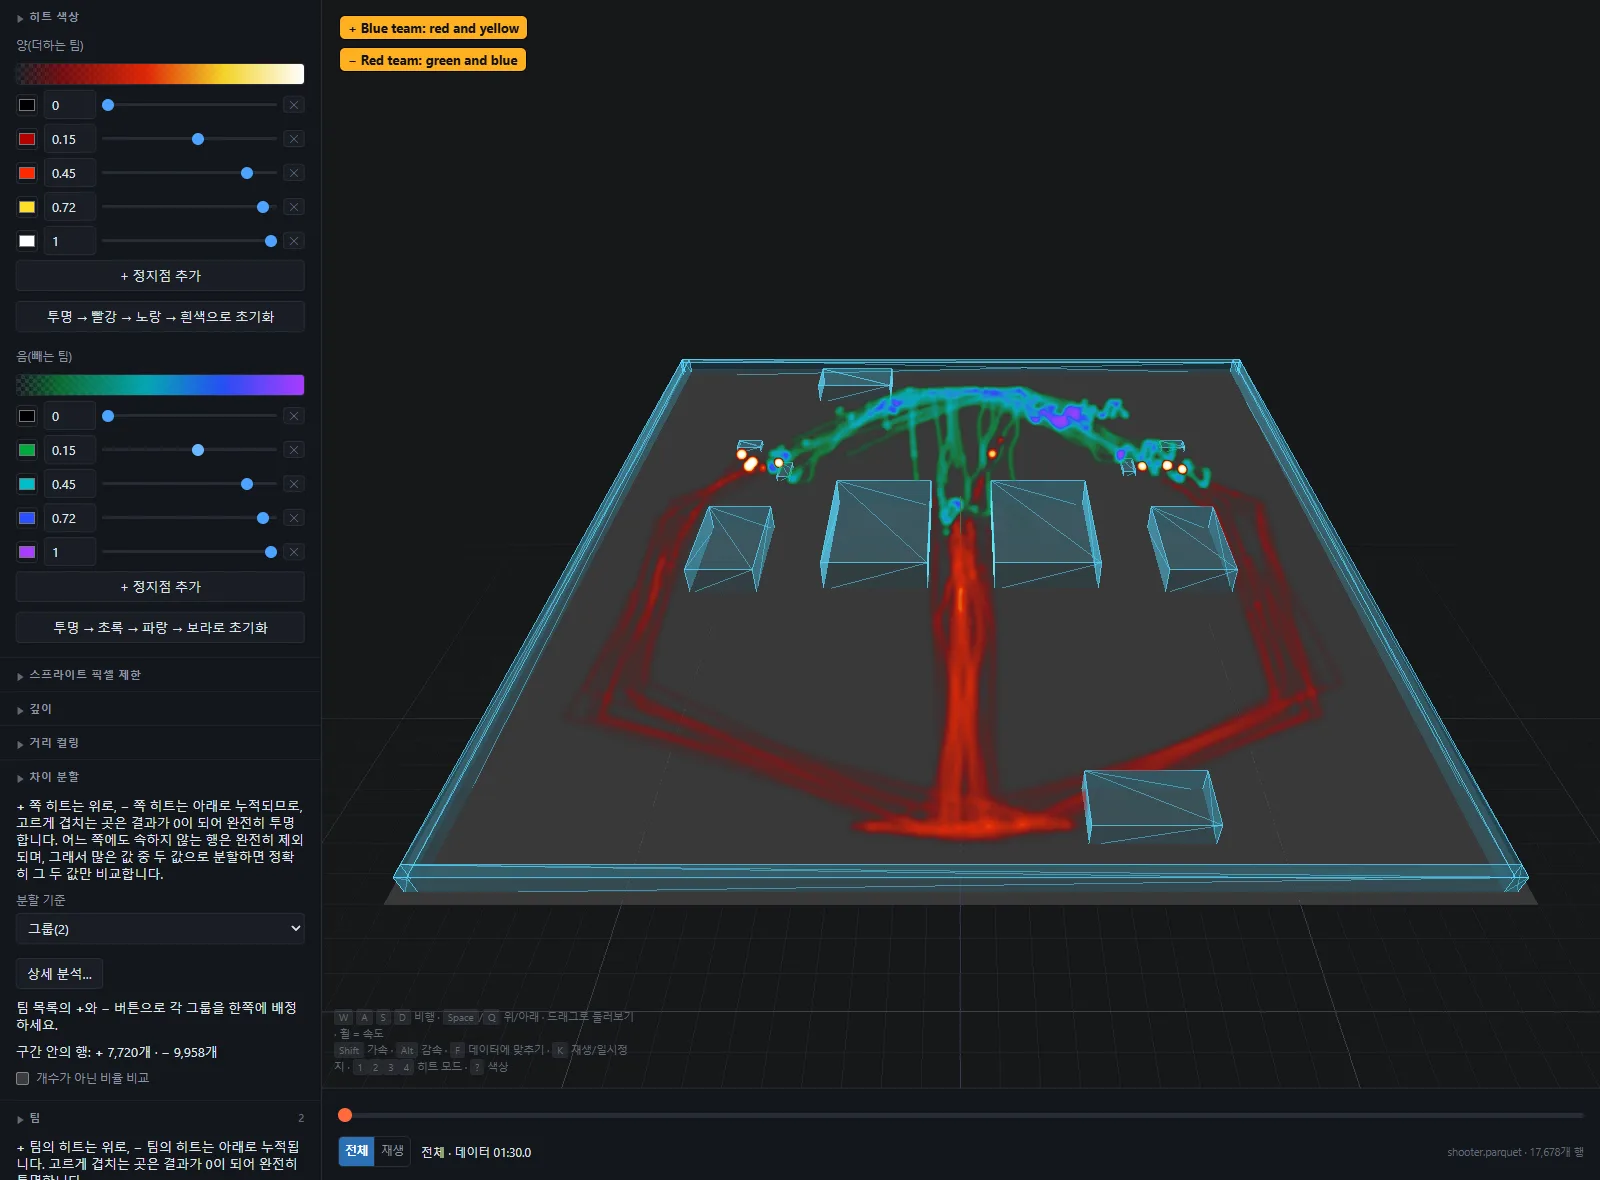 히트 색상
양(더하는 팀)
0
0.15
0.45
0.72
1
+ 정지점 추가
투명 → 빨강 → 노랑 → 흰색으로 초기화
음(빼는 팀)
0
0.15
0.45
0.72
1
+ 정지점 추가
투명 → 초록 → 파랑 → 보라로 초기화
스프라이트 픽셀 제한
깊이
거리 컬링
차이 분할
+ 쪽 히트는 위로, − 쪽 히트는 아래로 누적되므로,
고르게 겹치는 곳은 결과가 0이 되어 완전히 투명
합니다. 어느 쪽에도 속하지 않는 행은 완전히 제외
되며, 그래서 많은 값 중 두 값으로 분할하면 정확
히 그 두 값만 비교합니다.
분할 기준
그룹(2)
상세 분석...
팀 목록의 +와 − 버튼으로 각 그룹을 한쪽에 배정
하세요.
구간 안의 행: + 7,720개 · − 9,958개
개수가 아닌 비율 비교
팀 2
+ 팀의 히트는 위로, − 팀의 히트는 아래로 누적됩
니다. 고르게 겹치는 곳은 결과가 0이 되어 완전히
투명합니다.
+ Blue team: red and yellow
− Red team: green and blue
W A S D 비행 · Space / Q 위/아래 · 드래그로 둘러보기
· 휠 = 속도
Shift 가속 · Alt 감속 · F 데이터에 맞추기 · K 재생/일시정
지 · 1 2 3 4 히트 모드 · ? 색상
전체 재생 전체 · 데이터 01:30.0
shooter.parquet · 17,678개 행